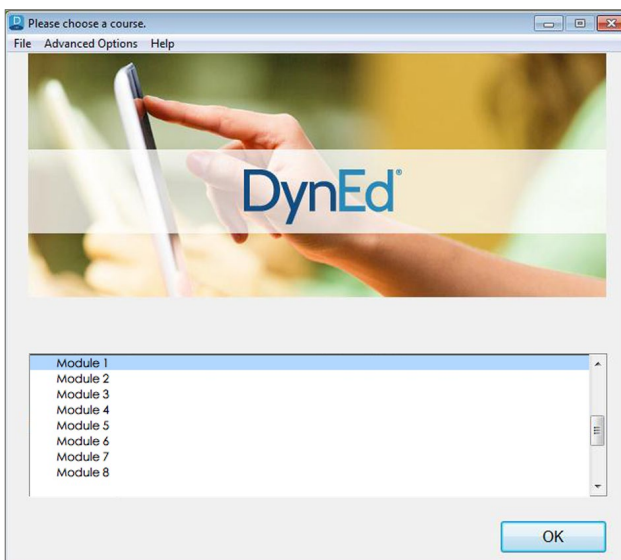 Please choose a course.
File Advanced Options Help
DynEd®
Module 1
Module 2
Module 3
Module 4
Module 5
Module 6
Module 7
Module 8
OK